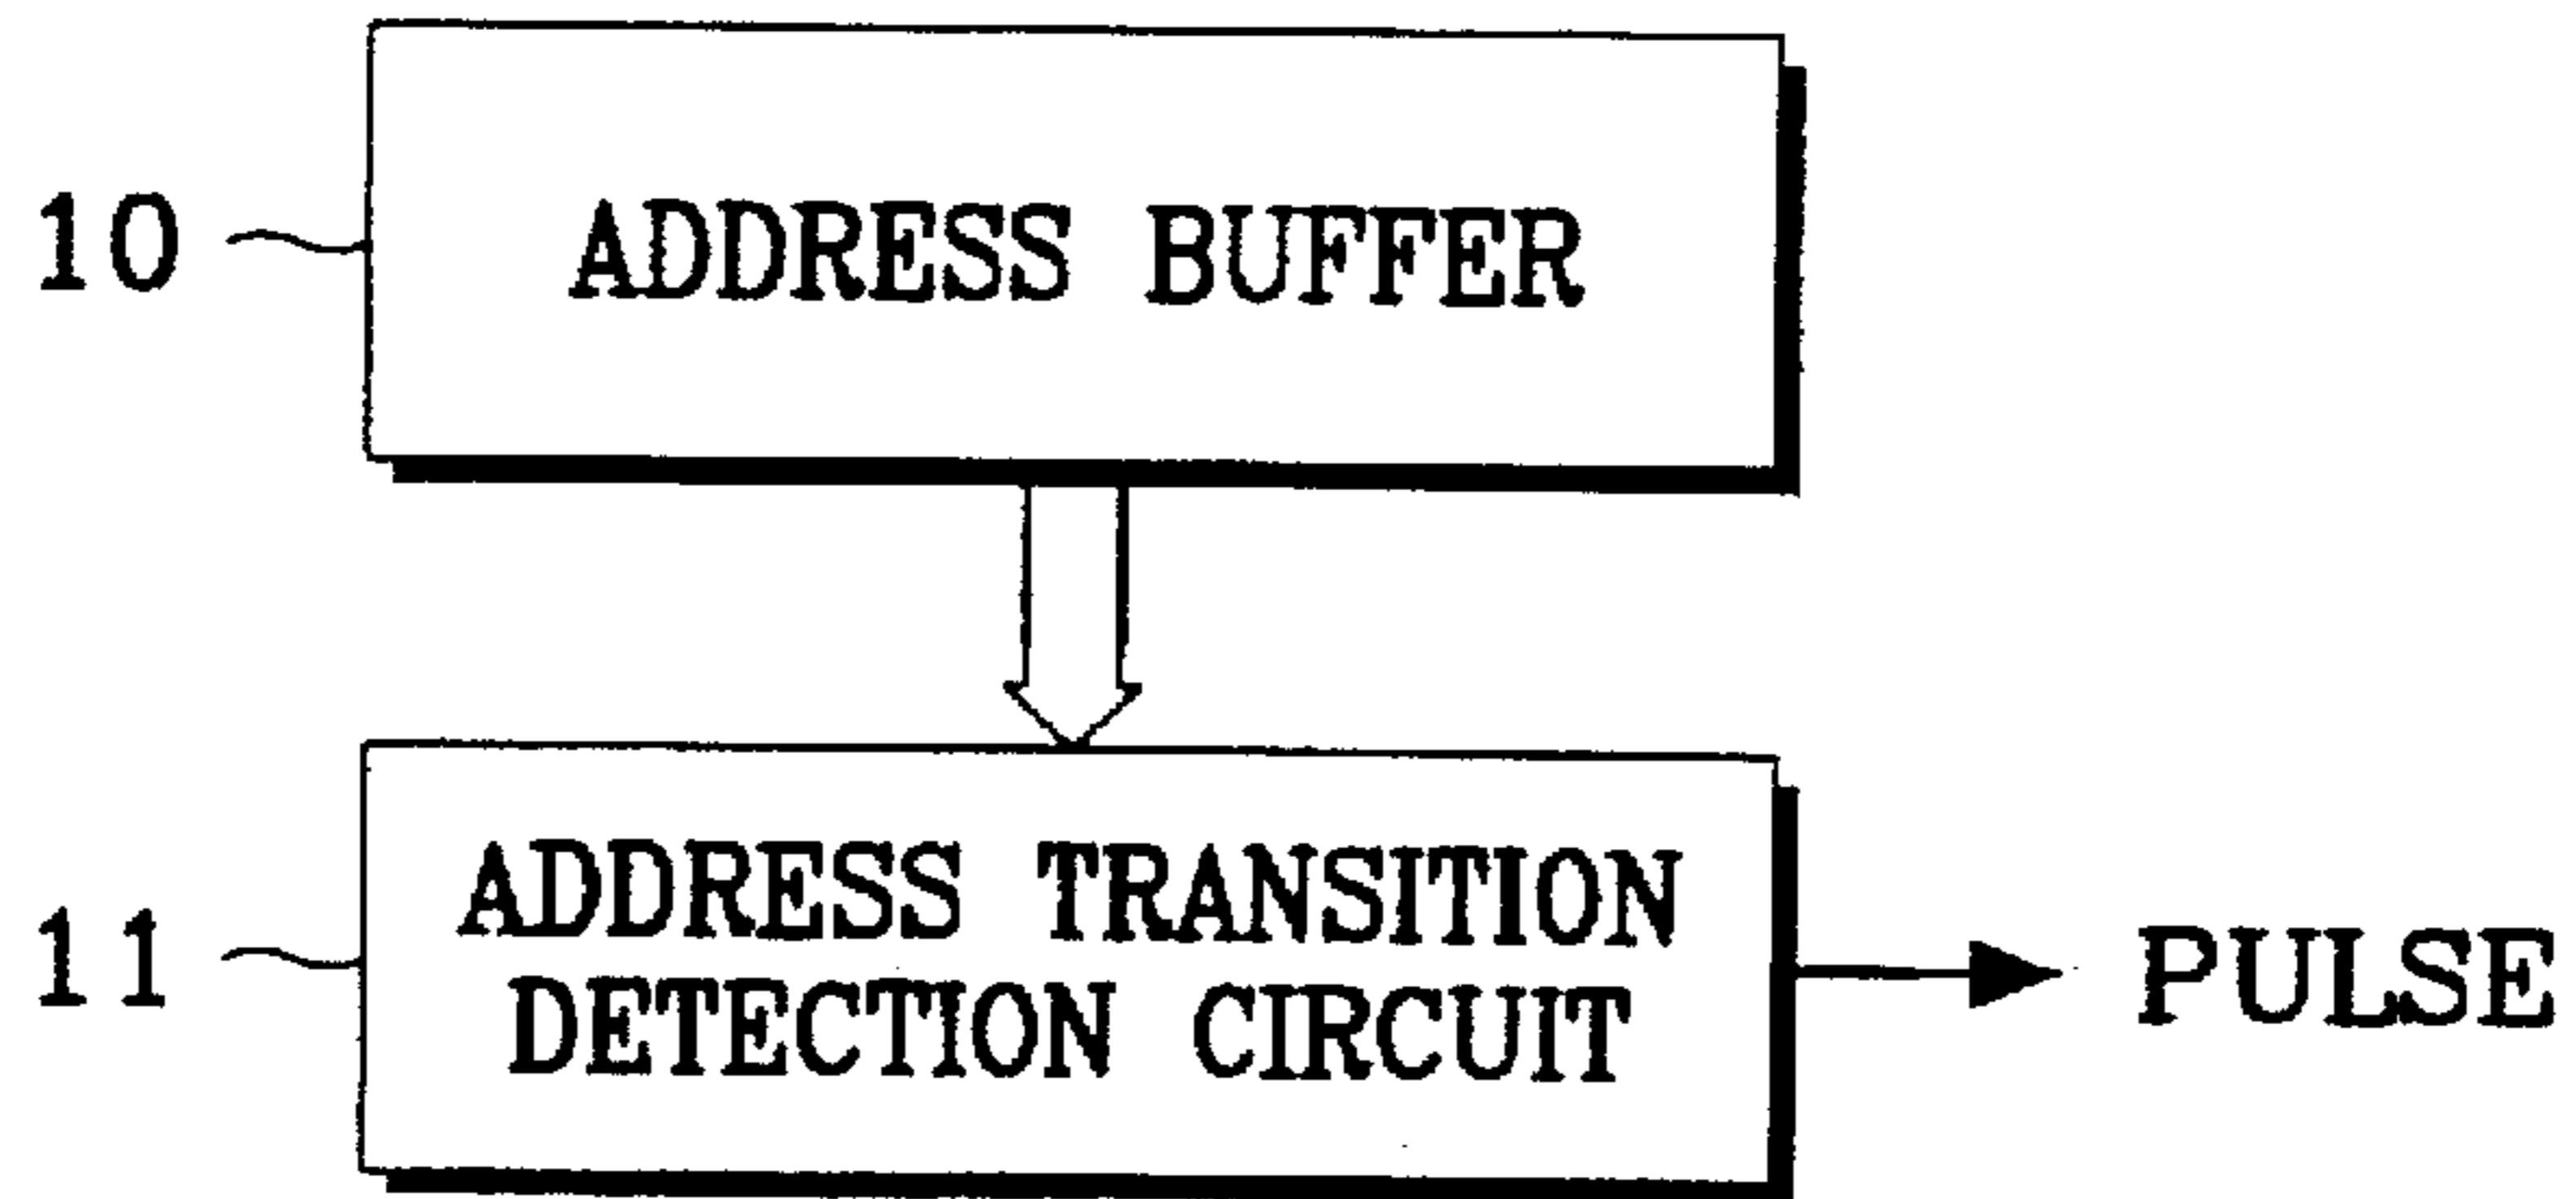 10
ADDRESS BUFFER
11
ADDRESS TRANSITION
DETECTION CIRCUIT
PULSE